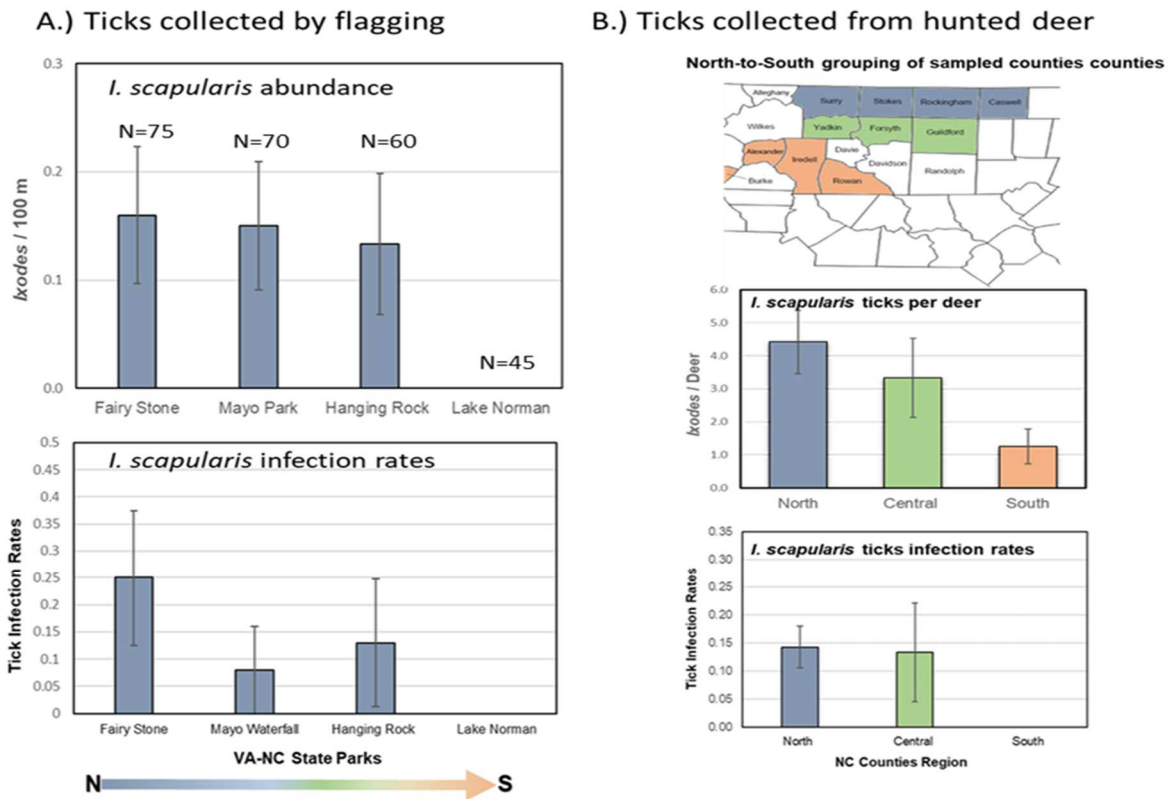 A.) Ticks collected by flagging
0.3
0.2
0.1
0.0
Ixodes / 100 m
I. scapularis abundance
N=75
N=70
N=60
N=45
Fairy Stone
Mayo Park
Hanging Rock
Lake Norman
0.5
0.45
0.4
0.35
0.3
0.25
0.2
0.15
0.1
0.05
0
Tick Infection Rates
I. scapularis infection rates
Fairy Stone
Mayo Waterfall
Hanging Rock
Lake Norman
VA-NC State Parks
N
S
B.) Ticks collected from hunted deer
North-to-South grouping of sampled counties counties
Alleghany
Surry
Stokes
Rockingham
Caswell
Wilkes
Yadkin
Forsyth
Guildford
Alexander
Iredell
Davie
Davidson
Randolph
Burke
Rowan
6.0
5.0
4.0
3.0
2.0
1.0
0.0
Ixodes / Deer
I. scapularis ticks per deer
North
Central
South
0.35
0.30
0.25
0.20
0.15
0.10
0.05
0.00
Tick Infection Rates
I. scapularis ticks infection rates
North
Central
South
NC Counties Region